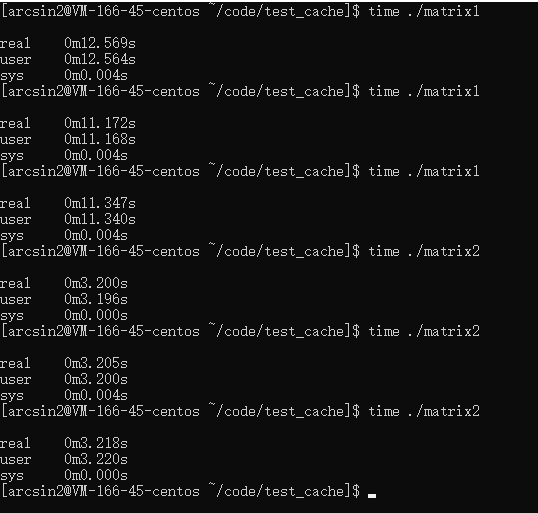 [arcsin2@VM-166-45-centos ~/code/test_cache]$ time ./matrix1
real 0m12.569s
user 0m12.564s
sys 0m0.004s
[arcsin2@VM-166-45-centos ~/code/test_cache]$ time ./matrix1
real 0m11.172s
user 0m11.168s
sys 0m0.004s
[arcsin2@VM-166-45-centos ~/code/test_cache]$ time ./matrix1
real 0m11.347s
user 0m11.340s
sys 0m0.004s
[arcsin2@VM-166-45-centos ~/code/test_cache]$ time ./matrix2
real 0m3.200s
user 0m3.196s
sys 0m0.000s
[arcsin2@VM-166-45-centos ~/code/test_cache]$ time ./matrix2
real 0m3.205s
user 0m3.200s
sys 0m0.004s
[arcsin2@VM-166-45-centos ~/code/test_cache]$ time ./matrix2
real 0m3.218s
user 0m3.220s
sys 0m0.000s
[arcsin2@VM-166-45-centos ~/code/test_cache]$